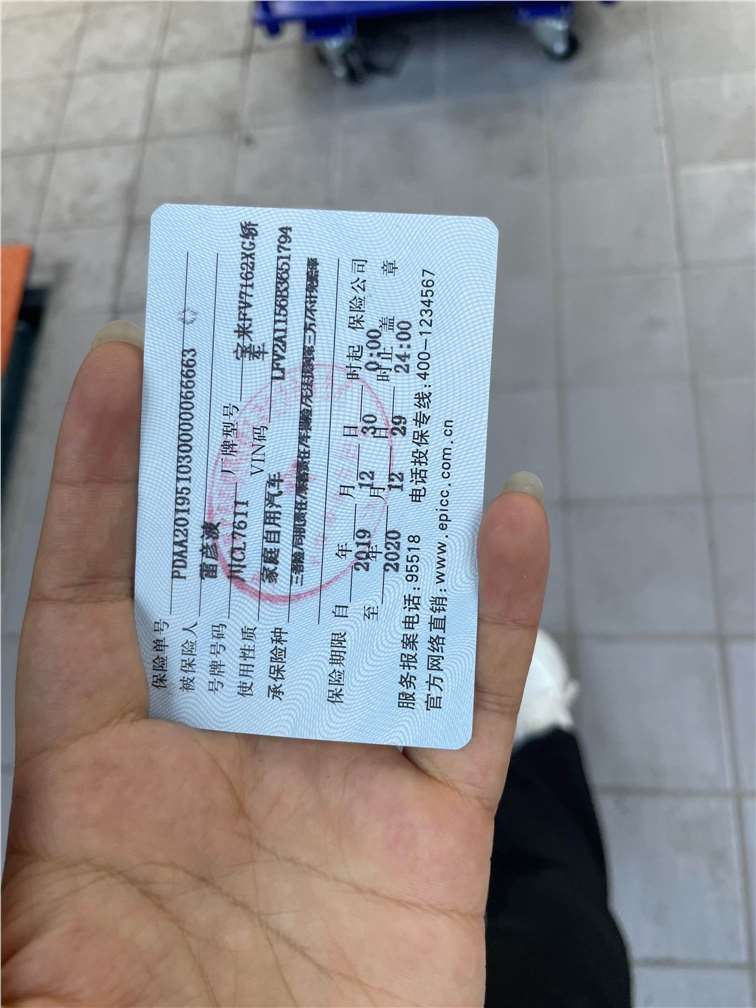 保险单号 PDAA201951030000066663
被保险人 雷彦波
号牌号码 川CL7611 厂牌型号 宝来FV7162XG轿车
使用性质 家庭自用汽车 VIN码 LFV2A1156B3651794
承保险种
保险期限 自 2019 年 12 月 30 日 0:00 时起 保险公司
至 2020 年 12 月 29 日 24:00 时止 盖 章
服务报案电话:95518 电话投保专线:400-1234567
官方网络直销:www.epicc.com.cn